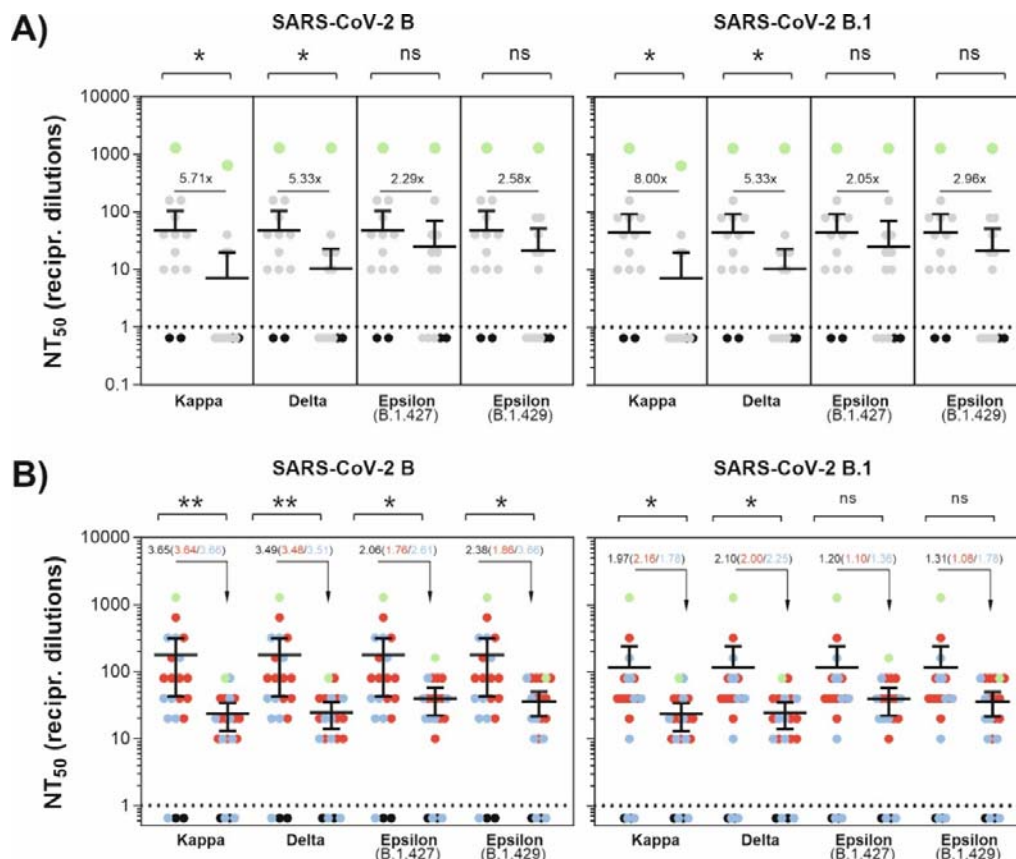 A)
SARS-CoV-2 B
SARS-CoV-2 B.1
* * ns ns * * ns ns
NT50 (recipr. dilutions)
10000
1000
100
10
1
0.1
5.71x 5.33x 2.29x 2.58x 8.00x 5.33x 2.05x 2.96x
Kappa Delta Epsilon Epsilon Kappa Delta Epsilon Epsilon
(B.1.427) (B.1.429) (B.1.427) (B.1.429)
B)
SARS-CoV-2 B
SARS-CoV-2 B.1
** ** * * * * ns ns
NT50 (recipr. dilutions)
10000
1000
100
10
1
3.65(3.64/3.66) 3.49(3.48/3.51) 2.06(1.76/2.61) 2.38(1.86/3.66) 1.97(2.16/1.78) 2.10(2.00/2.25) 1.20(1.10/1.36) 1.31(1.08/1.78)
Kappa Delta Epsilon Epsilon Kappa Delta Epsilon Epsilon
(B.1.427) (B.1.429) (B.1.427) (B.1.429)